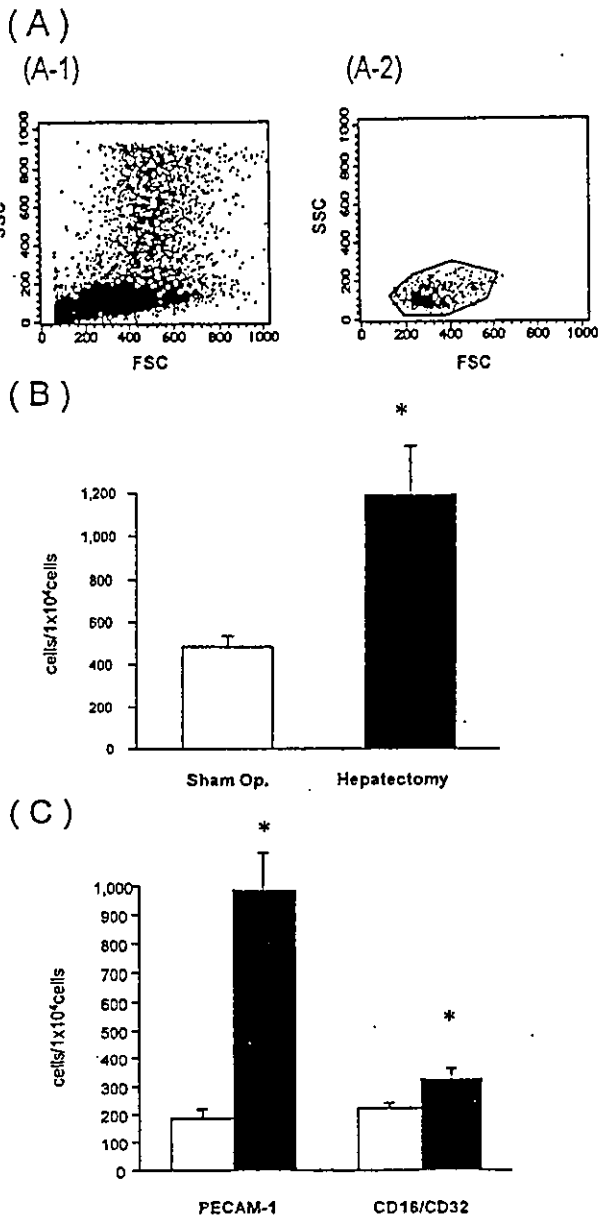 (A)
(A-1) (A-2)
1000 1000
800 800
SSC SSC
600 600
400 400
200 200
0 0
0 200 400 600 800 1000 0 200 400 600 800 1000
FSC FSC
(B)
*
1,200
1,000
cells/1x10⁴cells
800
600
400
200
0
Sham Op. Hepatectomy
(C)
*
1,000
900
800
700
cells/1x10⁴cells
600
500
*
400
300
200
100
0
PECAM-1 CD16/CD32